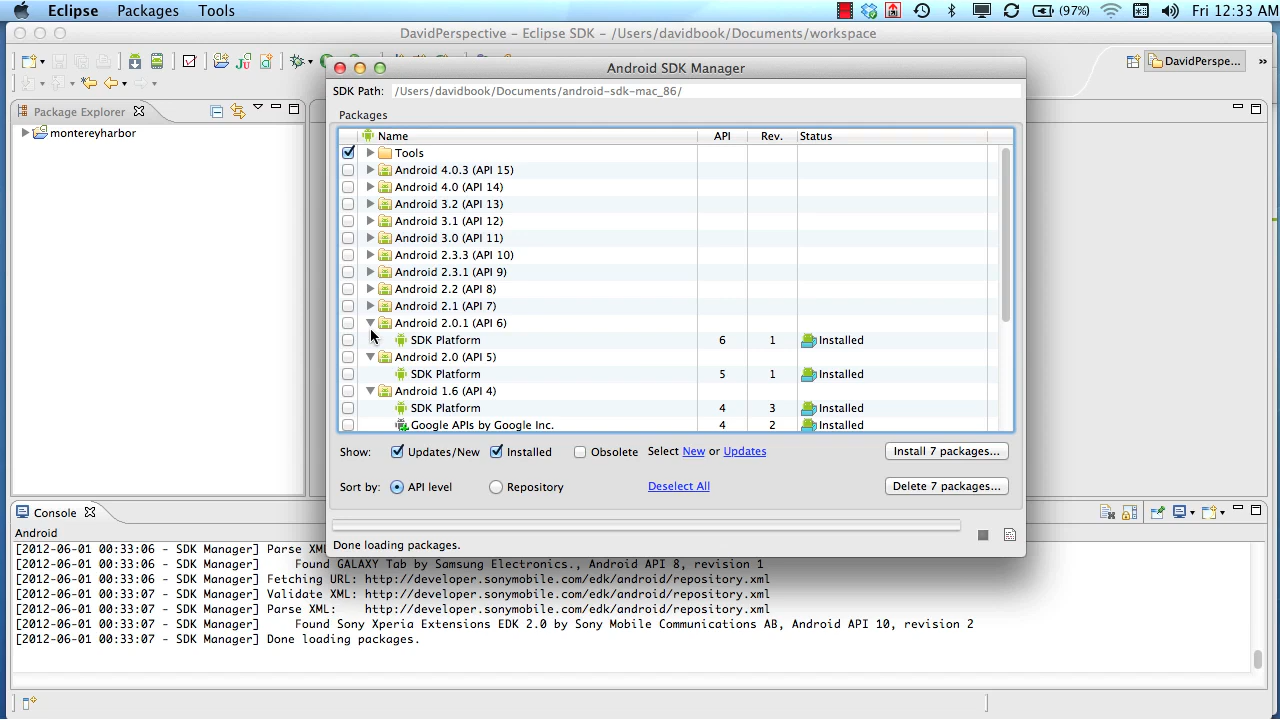 Eclipse Packages Tools (97%) Fri 12:33 AM
DavidPerspective - Eclipse SDK - /Users/davidbook/Documents/workspace
DavidPerspe... »
Android SDK Manager
SDK Path: /Users/davidbook/Documents/android-sdk-mac_86/
Package Explorer
Packages
montereyharbor
Name API Rev. Status
Tools
Android 4.0.3 (API 15)
Android 4.0 (API 14)
Android 3.2 (API 13)
Android 3.1 (API 12)
Android 3.0 (API 11)
Android 2.3.3 (API 10)
Android 2.3.1 (API 9)
Android 2.2 (API 8)
Android 2.1 (API 7)
Android 2.0.1 (API 6)
SDK Platform 6 1 Installed
Android 2.0 (API 5)
SDK Platform 5 1 Installed
Android 1.6 (API 4)
SDK Platform 4 3 Installed
Google APIs by Google Inc. 4 2 Installed
Show: Updates/New Installed Obsolete Select New or Updates Install 7 packages...
Sort by: API level Repository Deselect All Delete 7 packages...
Done loading packages.
Console
Android
[2012-06-01 00:33:06 - SDK Manager] Parse XM
Found GALAXY Tab by Samsung Electronics., Android API 8, revision 1
[2012-06-01 00:33:06 - SDK Manager]
[2012-06-01 00:33:07 - SDK Manager] Fetching URL: http://developer.sonymobile.com/edk/android/repository.xml
[2012-06-01 00:33:07 - SDK Manager] Validate XML: http://developer.sonymobile.com/edk/android/repository.xml
[2012-06-01 00:33:07 - SDK Manager] Parse XML: http://developer.sonymobile.com/edk/android/repository.xml
[2012-06-01 00:33:07 - SDK Manager] Found Sony Xperia Extensions EDK 2.0 by Sony Mobile Communications AB, Android API 10, revision 2
[2012-06-01 00:33:07 - SDK Manager] Done loading packages.